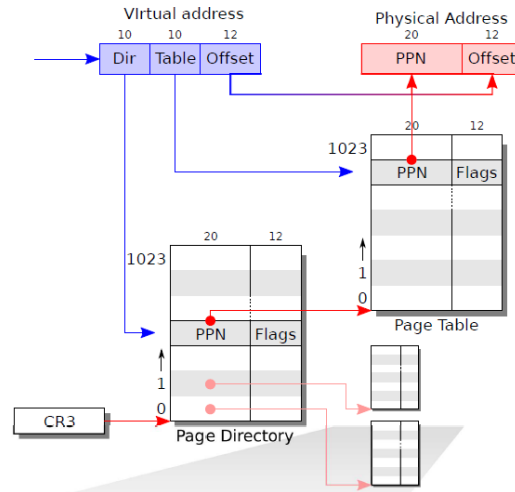 VIrtual address
Physical Address
10 10 12
20 12
Dir Table Offset
PPN Offset
20 12
1023
PPN Flags
1
0
Page Table
20 12
1023
PPN Flags
1
0
CR3
Page Directory